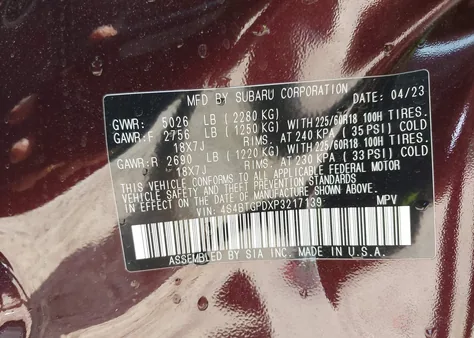 MFD BY SUBARU CORPORATION DATE: 04/23
GVWR: 5026 LB (2280 KG)
GAWR:F 2756 LB (1250 KG) WITH 225/60R18 100H TIRES.
18X7J RIMS. AT 240 KPA (35 PSI) COLD
GAWR:R 2690 LB (1220 KG) WITH 225/60R18 100H TIRES.
18X7J RIMS. AT 230 KPA (33 PSI) COLD
THIS VEHICLE CONFORMS TO ALL APPLICABLE FEDERAL MOTOR
VEHICLE SAFETY AND THEFT PREVENTION STANDARDS
IN EFFECT ON THE DATE OF MANUFACTURE SHOWN ABOVE.
VIN: 4S4BTGPDXP3217139 MPV
ASSEMBLED BY SIA INC. MADE IN U.S.A.